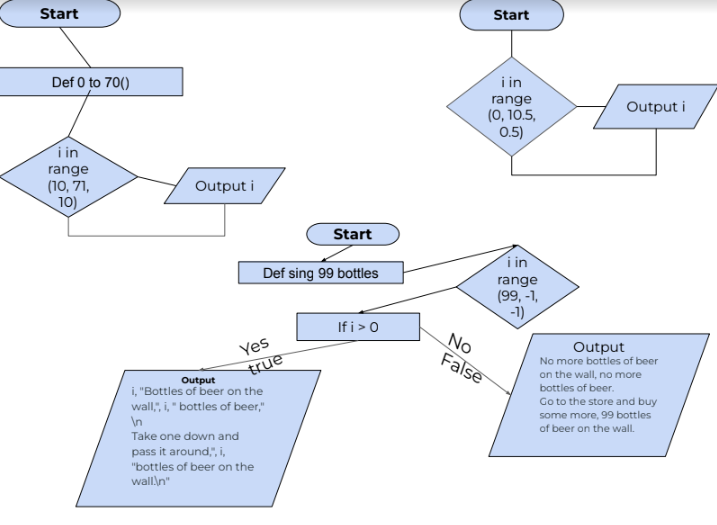 Start
Def 0 to 70()
i in
range
(10, 71,
10)
Output i
Start
i in
range
(0, 10.5,
0.5)
Output i
Start
Def sing 99 bottles
i in
range
(99, -1,
-1)
If i > 0
Yes
true
No
False
Output
i, "Bottles of beer on the
wall,", i, " bottles of beer,"
\n
Take one down and
pass it around,", i,
"bottles of beer on the
wall.\n"
Output
No more bottles of beer
on the wall, no more
bottles of beer.
Go to the store and buy
some more, 99 bottles
of beer on the wall.